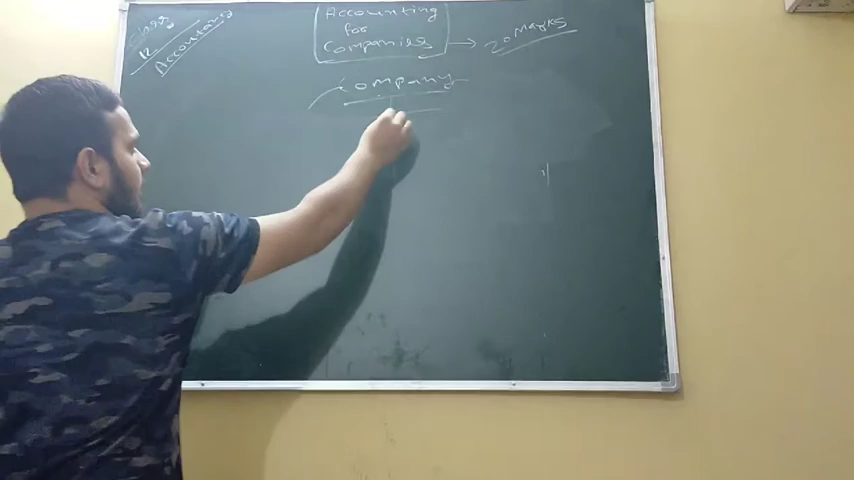 Class
12
Accountancy
Accounting
for
Companies → 20 Marks
Company